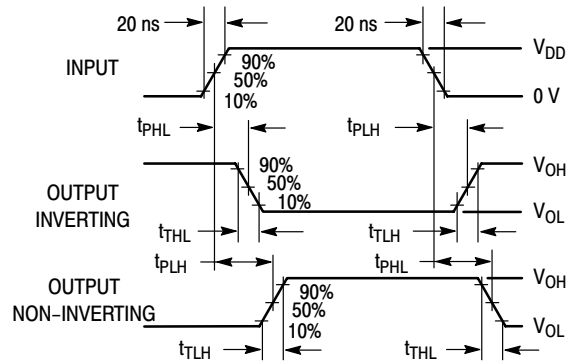 20 ns 20 ns
INPUT
90%
50%
10%
V_DD
0 V
t_PHL t_PLH
OUTPUT
INVERTING
90%
50%
10%
V_OH
V_OL
t_THL t_TLH
t_PLH t_PHL
OUTPUT
NON−INVERTING
90%
50%
10%
V_OH
V_OL
t_TLH t_THL